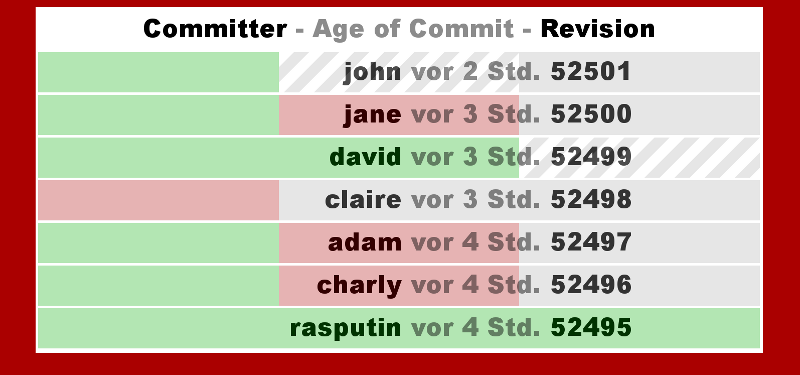 Committer - Age of Commit - Revision
john vor 2 Std. 52501
jane vor 3 Std. 52500
david vor 3 Std. 52499
claire vor 3 Std. 52498
adam vor 4 Std. 52497
charly vor 4 Std. 52496
rasputin vor 4 Std. 52495